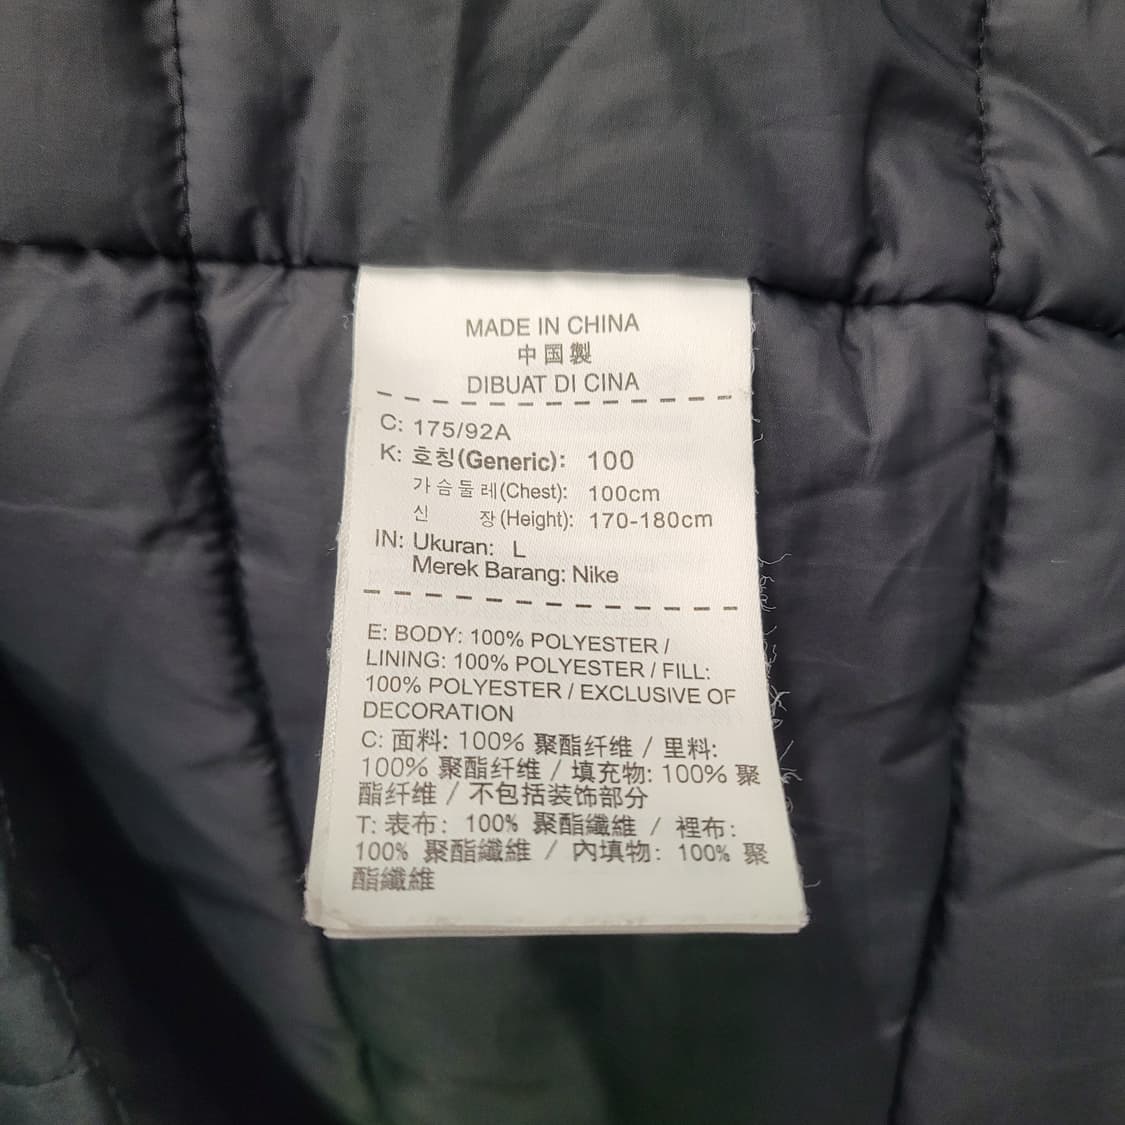 MADE IN CHINA
中国製
DIBUAT DI CINA
C: 175/92A
K: 호칭(Generic): 100
가슴둘레(Chest): 100cm
신 장(Height): 170-180cm
IN: Ukuran: L
Merek Barang: Nike
E: BODY: 100% POLYESTER /
LINING: 100% POLYESTER / FILL:
100% POLYESTER / EXCLUSIVE OF
DECORATION
C: 面料: 100% 聚酯纤维 / 里料:
100% 聚酯纤维 / 填充物: 100% 聚
酯纤维 / 不包括装饰部分
T: 表布: 100% 聚酯纖維 / 裡布:
100% 聚酯纖維 / 內填物: 100% 聚
酯纖維